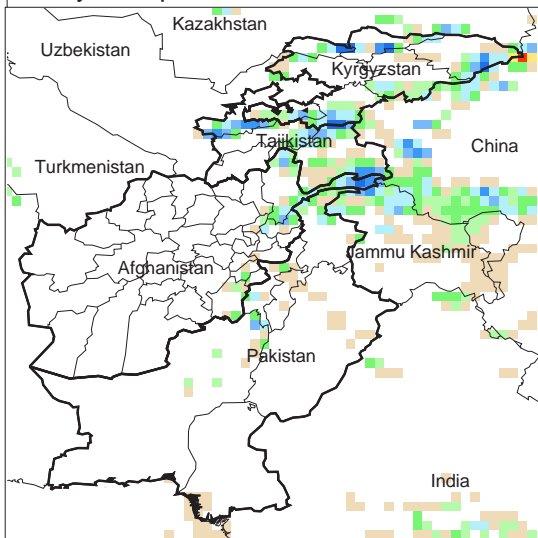 Kazakhstan
Uzbekistan
Kyrgyzstan
Tajikistan
China
Turkmenistan
Jammu Kashmir
Afghanistan
Pakistan
India